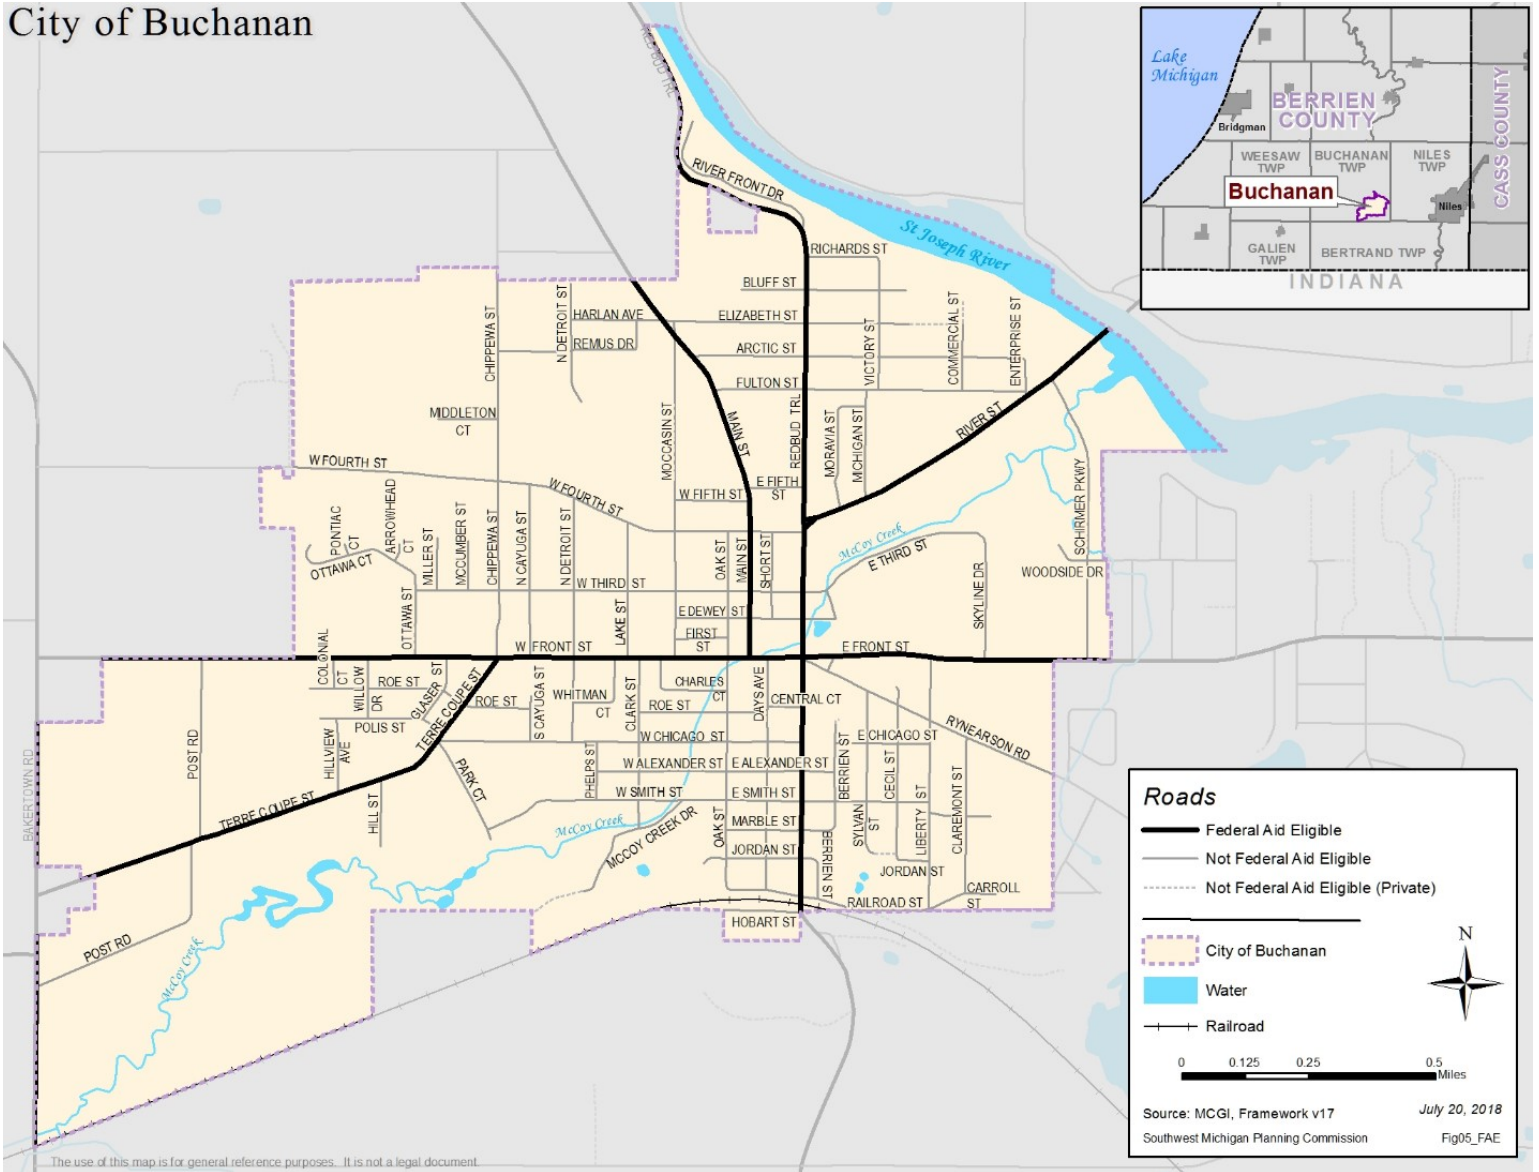 City of Buchanan
RED BUD TRL
RIVER FRONT DR
St Joseph River
RICHARDS ST
BLUFF ST
CHIPPEWA ST
N DETROIT ST
HARLAN AVE
ELIZABETH ST
REMUS DR
ARCTIC ST
VICTORY ST
COMMERCIAL ST
ENTERPRISE ST
FULTON ST
MIDDLETON
CT
MOCCASIN ST
MAIN ST
REDBUD TRL
MORAVIA ST
MICHIGAN ST
RIVER ST
W FOURTH ST
W FOURTH ST
W FIFTH ST
E FIFTH
ST
SCHIRMER PKWY
PONTIAC
CT
ARROWHEAD
CT
OTTAWA CT
MILLER ST
MCCUMBER ST
CHIPPEWA ST
N CAYUGA ST
N DETROIT ST
OAK ST
MAIN ST
SHORT ST
McCoy Creek
E THIRD ST
W THIRD ST
WOODSIDE DR
SKYLINE DR
OTTAWA ST
LAKE ST
E DEWEY ST
FIRST
ST
W FRONT ST
E FRONT ST
COLONIAL
CT
WILLOW
DR
ROE ST
GLASER ST
TERRE COUPE ST
ROE ST
S CAYUGA ST
WHITMAN
CT
CLARK ST
CHARLES
CT
ROE ST
DAYS AVE
CENTRAL CT
POLIS ST
HILLVIEW
AVE
POST RD
BAKERTOWN RD
W CHICAGO ST
E CHICAGO ST
RYNEARSON RD
PARK CT
PHELPS ST
W ALEXANDER ST
E ALEXANDER ST
BERRIEN ST
CECIL ST
W SMITH ST
E SMITH ST
TERRE COUPE ST
HILL ST
McCoy Creek
MCCOY CREEK DR
OAK ST
MARBLE ST
SYLVAN
ST
LIBERTY ST
CLAREMONT ST
JORDAN ST
BERRIEN ST
JORDAN ST
CARROLL
ST
RAILROAD ST
HOBART ST
POST RD
McCoy Creek
The use of this map is for general reference purposes. It is not a legal document.
Lake
Michigan
BERRIEN
COUNTY
CASS COUNTY
Bridgman
WEESAW
TWP
BUCHANAN
TWP
NILES
TWP
Buchanan
Niles
GALIEN
TWP
BERTRAND TWP
INDIANA
Roads
Federal Aid Eligible
Not Federal Aid Eligible
Not Federal Aid Eligible (Private)
City of Buchanan
Water
Railroad
N
0 0.125 0.25 0.5
Miles
Source: MCGI, Framework v17
July 20, 2018
Southwest Michigan Planning Commission
Fig05_FAE